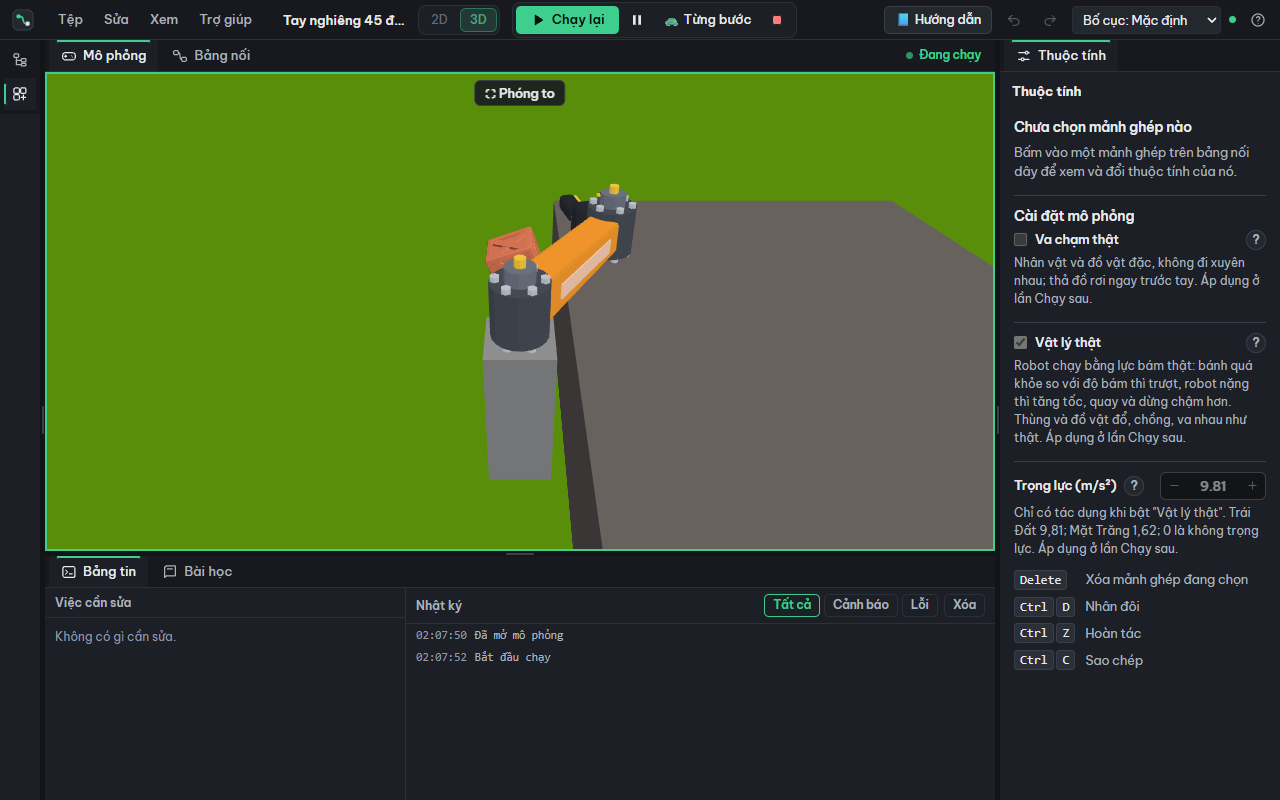 Tệp
Sửa
Xem
Trợ giúp
Tay nghiêng 45 đ...
2D
3D
Chạy lại
Từng bước
Hướng dẫn
Bố cục: Mặc định
Mô phỏng
Bảng nối
Đang chạy
Phóng to
Thuộc tính
Thuộc tính
Chưa chọn mảnh ghép nào
Bấm vào một mảnh ghép trên bảng nối
dây để xem và đổi thuộc tính của nó.
Cài đặt mô phỏng
Va chạm thật
?
Nhân vật và đồ vật đặc, không đi xuyên
nhau; thả đồ rơi ngay trước tay. Áp dụng ở
lần Chạy sau.
Vật lý thật
?
Robot chạy bằng lực bám thật: bánh quá
khỏe so với độ bám thì trượt, robot nặng
thì tăng tốc, quay và dừng chậm hơn.
Thùng và đồ vật đổ, chồng, va nhau như
thật. Áp dụng ở lần Chạy sau.
Trọng lực (m/s²)
?
− 9.81 +
Chỉ có tác dụng khi bật "Vật lý thật". Trái
Đất 9,81; Mặt Trăng 1,62; 0 là không trọng
lực. Áp dụng ở lần Chạy sau.
Delete Xóa mảnh ghép đang chọn
Ctrl D Nhân đôi
Ctrl Z Hoàn tác
Ctrl C Sao chép
Bảng tin
Bài học
Việc cần sửa
Không có gì cần sửa.
Nhật ký
Tất cả
Cảnh báo
Lỗi
Xóa
02:07:50 Đã mở mô phỏng
02:07:52 Bắt đầu chạy